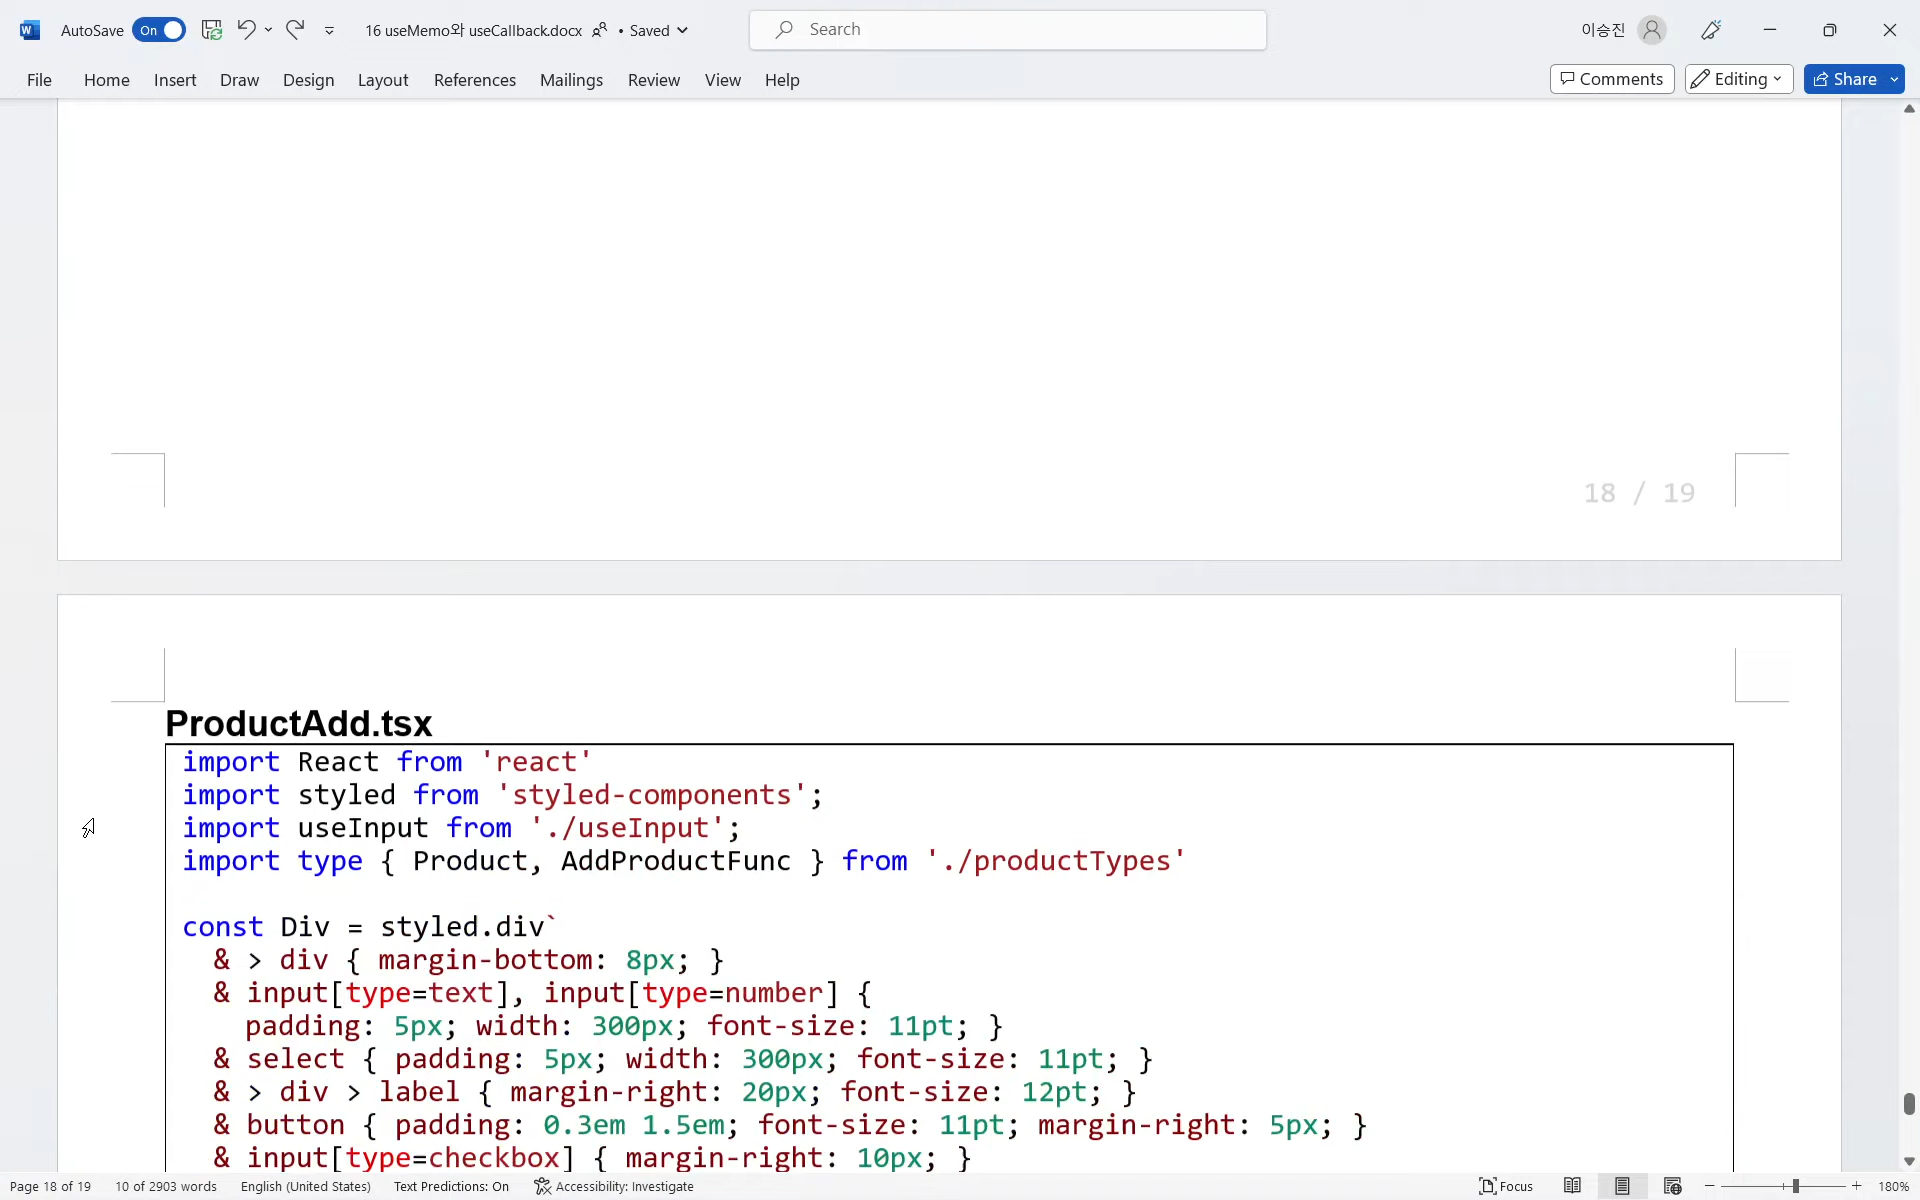 AutoSave On 16 useMemo와 useCallback.docx • Saved Search 이승진
File Home Insert Draw Design Layout References Mailings Review View Help Comments Editing Share
18 / 19
ProductAdd.tsx
import React from 'react'
import styled from 'styled-components';
import useInput from './useInput';
import type { Product, AddProductFunc } from './productTypes'
const Div = styled.div`
& > div { margin-bottom: 8px; }
& input[type=text], input[type=number] {
padding: 5px; width: 300px; font-size: 11pt; }
& select { padding: 5px; width: 300px; font-size: 11pt; }
& > div > label { margin-right: 20px; font-size: 12pt; }
& button { padding: 0.3em 1.5em; font-size: 11pt; margin-right: 5px; }
& input[type=checkbox] { margin-right: 10px; }
Page 18 of 19 10 of 2903 words English (United States) Text Predictions: On Accessibility: Investigate Focus 180%